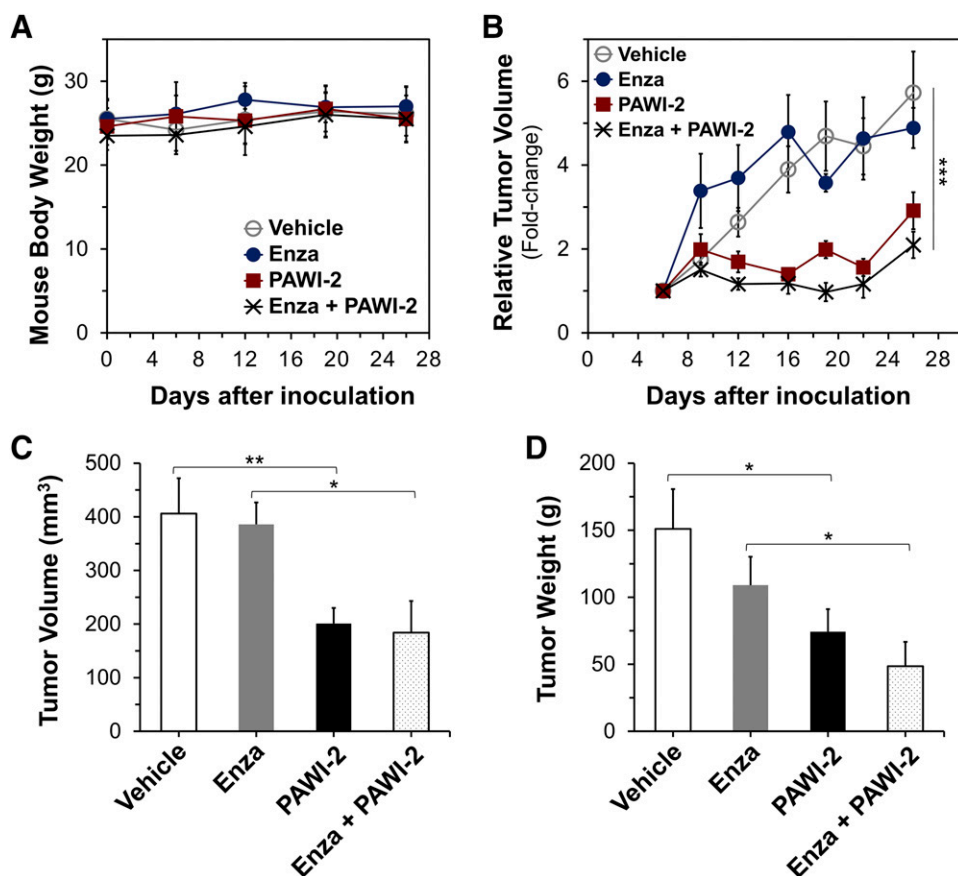 A
Mouse Body Weight (g)
30
20
10
0
0 4 8 12 16 20 24 28
Days after inoculation
Vehicle
Enza
PAWI-2
Enza + PAWI-2
B
Relative Tumor Volume
(Fold-change)
6
4
2
0
0 4 8 12 16 20 24 28
Days after inoculation
Vehicle
Enza
PAWI-2
Enza + PAWI-2
***
C
Tumor Volume (mm³)
500
400
300
200
100
0
**
*
Vehicle
Enza
PAWI-2
Enza + PAWI-2
D
Tumor Weight (g)
200
150
100
50
0
*
*
Vehicle
Enza
PAWI-2
Enza + PAWI-2